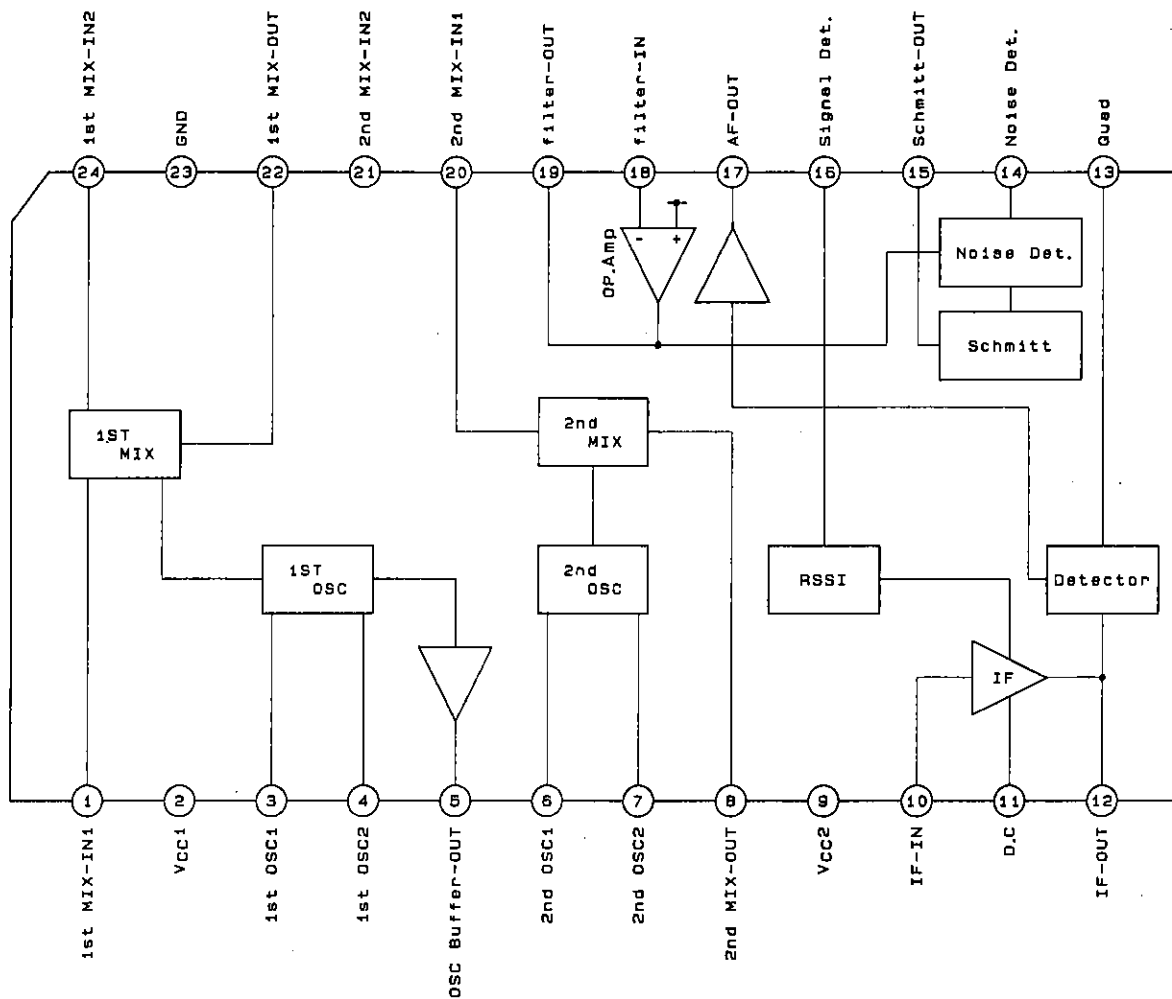 1st MIX-IN2
GND
1st MIX-OUT
2nd MIX-IN2
2nd MIX-IN1
filter-OUT
filter-IN
AF-OUT
Signal Det.
Schmitt-OUT
Noise Det.
Quad
24
23
22
21
20
19
18
17
16
15
14
13
OP.Amp
- +
Noise Det.
Schmitt
1ST
MIX
2nd
MIX
1ST
OSC
2nd
OSC
RSSI
Detector
IF
1
2
3
4
5
6
7
8
9
10
11
12
1st MIX-IN1
VCC1
1st OSC1
1st OSC2
OSC Buffer-OUT
2nd OSC1
2nd OSC2
2nd MIX-OUT
VCC2
IF-IN
D.C
IF-OUT